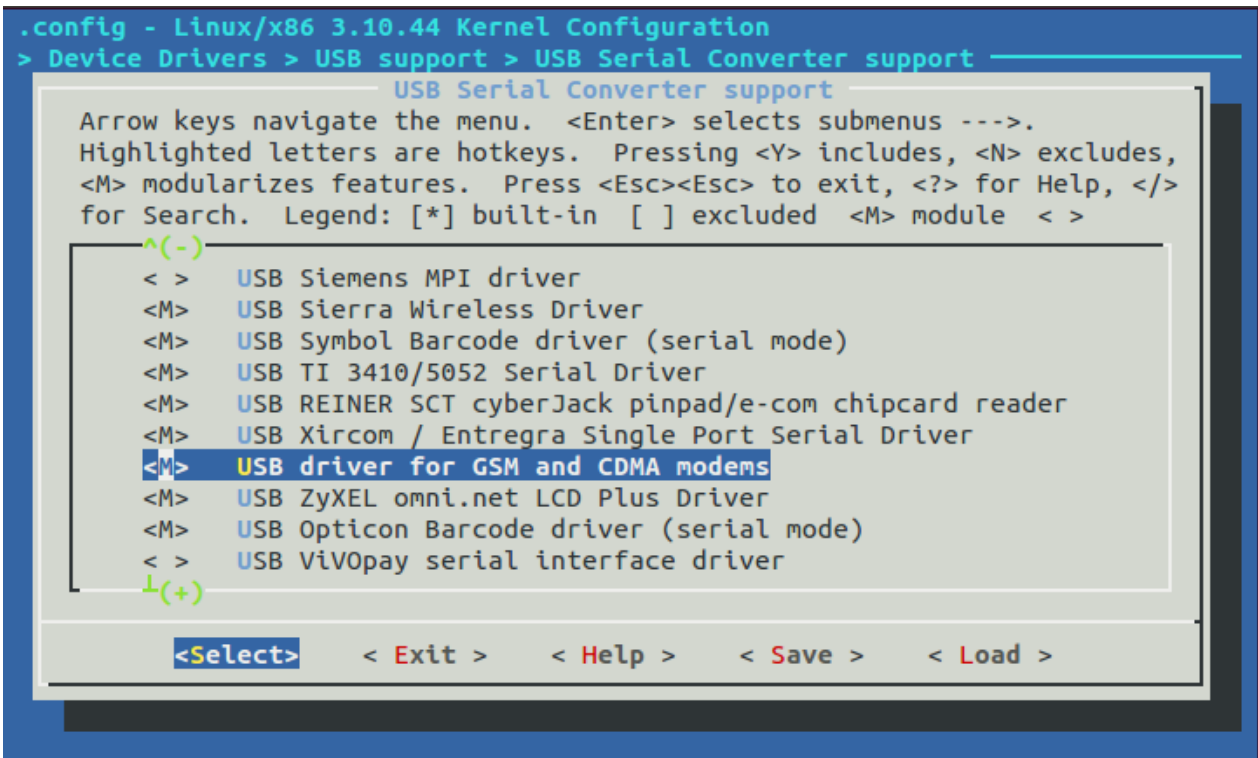 .config - Linux/x86 3.10.44 Kernel Configuration
> Device Drivers > USB support > USB Serial Converter support
USB Serial Converter support
Arrow keys navigate the menu.  <Enter> selects submenus --->.
Highlighted letters are hotkeys.  Pressing <Y> includes, <N> excludes,
<M> modularizes features.  Press <Esc><Esc> to exit, <?> for Help, </>
for Search.  Legend: [*] built-in  [ ] excluded  <M> module  < >
^(-)
< >   USB Siemens MPI driver
<M>   USB Sierra Wireless Driver
<M>   USB Symbol Barcode driver (serial mode)
<M>   USB TI 3410/5052 Serial Driver
<M>   USB REINER SCT cyberJack pinpad/e-com chipcard reader
<M>   USB Xircom / Entregra Single Port Serial Driver
<M>   USB driver for GSM and CDMA modems
<M>   USB ZyXEL omni.net LCD Plus Driver
<M>   USB Opticon Barcode driver (serial mode)
< >   USB ViVOpay serial interface driver
┴(+)
<Select>    < Exit >    < Help >    < Save >    < Load >